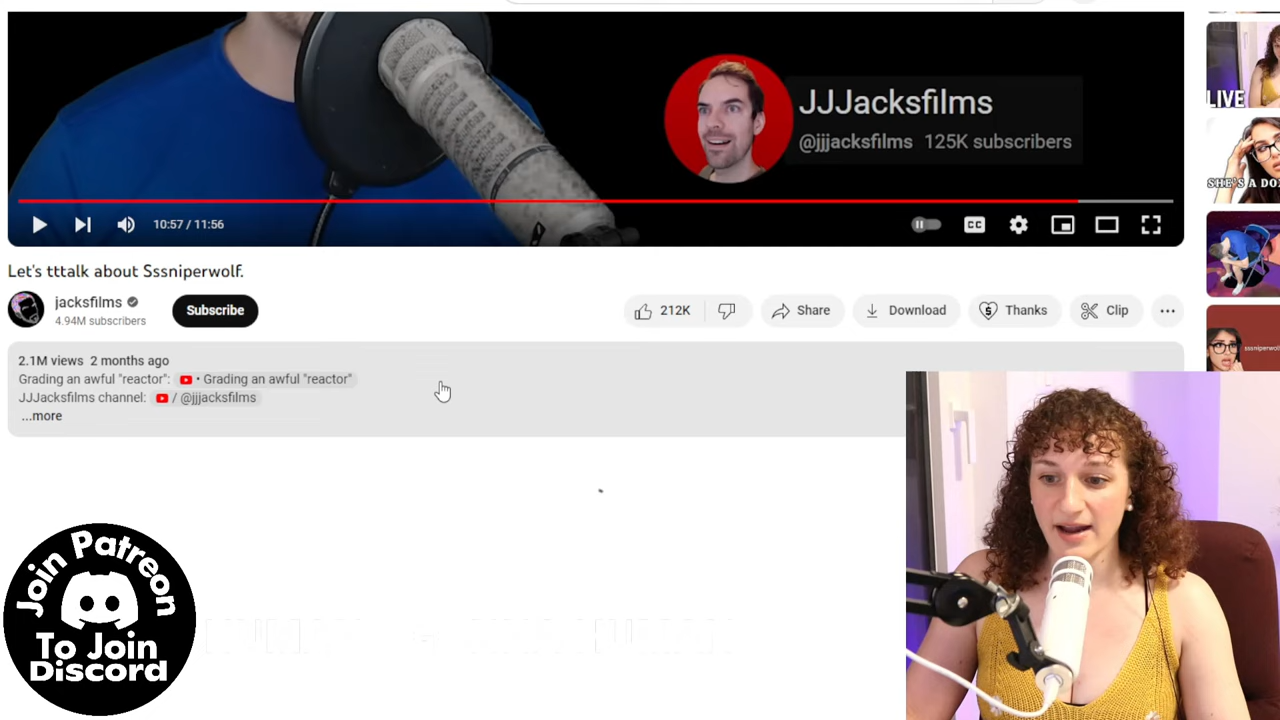 JJJacksfilms
@jjjacksfilms 125K subscribers
LIVE
SHE'S A DO
10:57 / 11:56
CC
Let's tttalk about Sssniperwolf.
jacksfilms
4.94M subscribers
Subscribe
212K
Share
Download
Thanks
Clip
sssniperwol
2.1M views 2 months ago
Grading an awful "reactor": • Grading an awful "reactor"
JJJacksfilms channel: / @jjjacksfilms
...more
Join Patreon
To Join
Discord